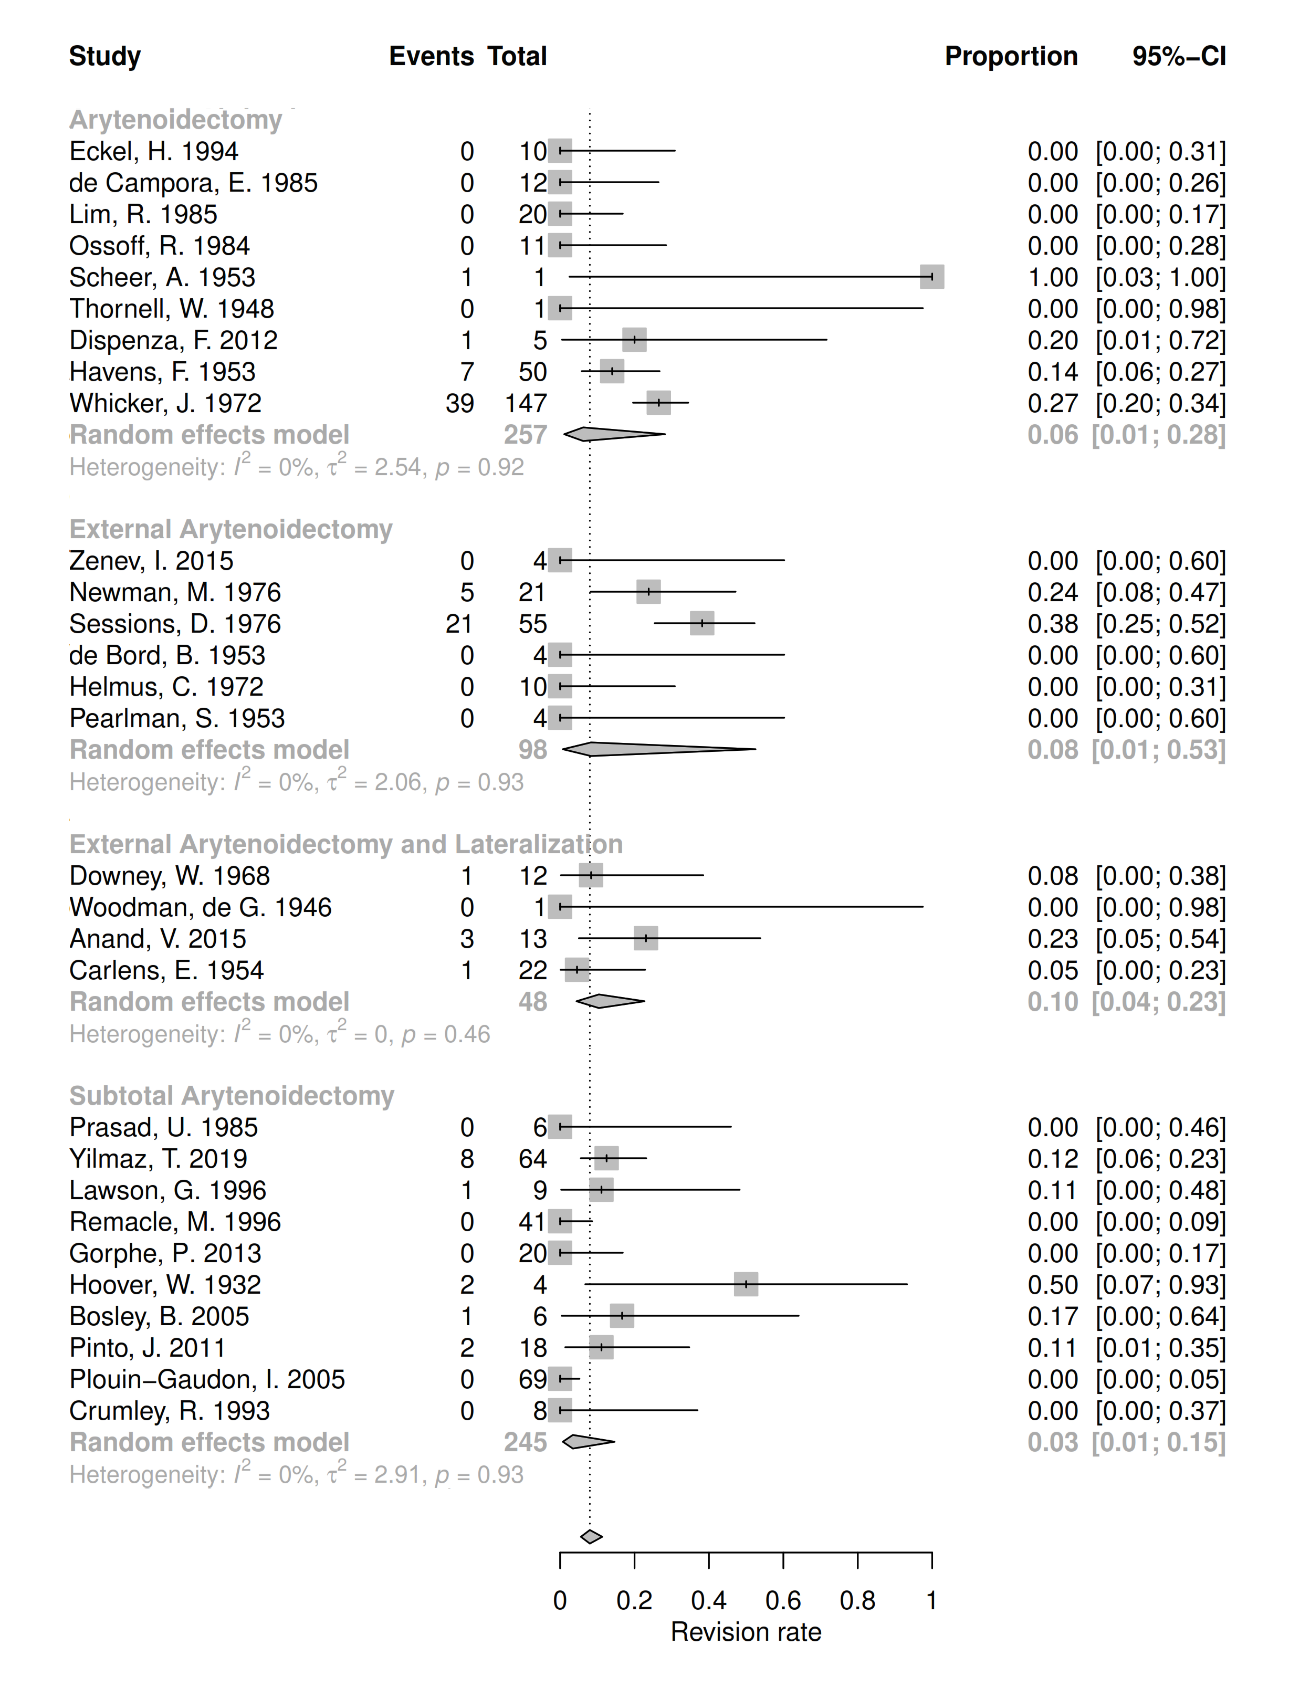 Study Events Total Proportion 95%−CI
Arytenoidectomy
Eckel, H. 1994 0 10 0.00 [0.00; 0.31]
de Campora, E. 1985 0 12 0.00 [0.00; 0.26]
Lim, R. 1985 0 20 0.00 [0.00; 0.17]
Ossoff, R. 1984 0 11 0.00 [0.00; 0.28]
Scheer, A. 1953 1 1 1.00 [0.03; 1.00]
Thornell, W. 1948 0 1 0.00 [0.00; 0.98]
Dispenza, F. 2012 1 5 0.20 [0.01; 0.72]
Havens, F. 1953 7 50 0.14 [0.06; 0.27]
Whicker, J. 1972 39 147 0.27 [0.20; 0.34]
Random effects model 257 0.06 [0.01; 0.28]
Heterogeneity: I² = 0%, τ² = 2.54, p = 0.92
External Arytenoidectomy
Zenev, I. 2015 0 4 0.00 [0.00; 0.60]
Newman, M. 1976 5 21 0.24 [0.08; 0.47]
Sessions, D. 1976 21 55 0.38 [0.25; 0.52]
de Bord, B. 1953 0 4 0.00 [0.00; 0.60]
Helmus, C. 1972 0 10 0.00 [0.00; 0.31]
Pearlman, S. 1953 0 4 0.00 [0.00; 0.60]
Random effects model 98 0.08 [0.01; 0.53]
Heterogeneity: I² = 0%, τ² = 2.06, p = 0.93
External Arytenoidectomy and Lateralization
Downey, W. 1968 1 12 0.08 [0.00; 0.38]
Woodman, de G. 1946 0 1 0.00 [0.00; 0.98]
Anand, V. 2015 3 13 0.23 [0.05; 0.54]
Carlens, E. 1954 1 22 0.05 [0.00; 0.23]
Random effects model 48 0.10 [0.04; 0.23]
Heterogeneity: I² = 0%, τ² = 0, p = 0.46
Subtotal Arytenoidectomy
Prasad, U. 1985 0 6 0.00 [0.00; 0.46]
Yilmaz, T. 2019 8 64 0.12 [0.06; 0.23]
Lawson, G. 1996 1 9 0.11 [0.00; 0.48]
Remacle, M. 1996 0 41 0.00 [0.00; 0.09]
Gorphe, P. 2013 0 20 0.00 [0.00; 0.17]
Hoover, W. 1932 2 4 0.50 [0.07; 0.93]
Bosley, B. 2005 1 6 0.17 [0.00; 0.64]
Pinto, J. 2011 2 18 0.11 [0.01; 0.35]
Plouin−Gaudon, I. 2005 0 69 0.00 [0.00; 0.05]
Crumley, R. 1993 0 8 0.00 [0.00; 0.37]
Random effects model 245 0.03 [0.01; 0.15]
Heterogeneity: I² = 0%, τ² = 2.91, p = 0.93
0 0.2 0.4 0.6 0.8 1
Revision rate